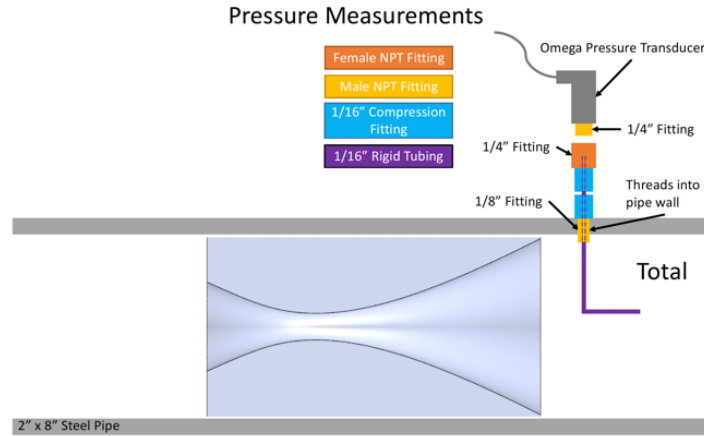 Pressure Measurements
Omega Pressure Transducer
Female NPT Fitting
Male NPT Fitting
1/16” Compression
Fitting
1/16” Rigid Tubing
1/4” Fitting
1/4” Fitting
1/8” Fitting
Threads into
pipe wall
Total
2” x 8” Steel Pipe